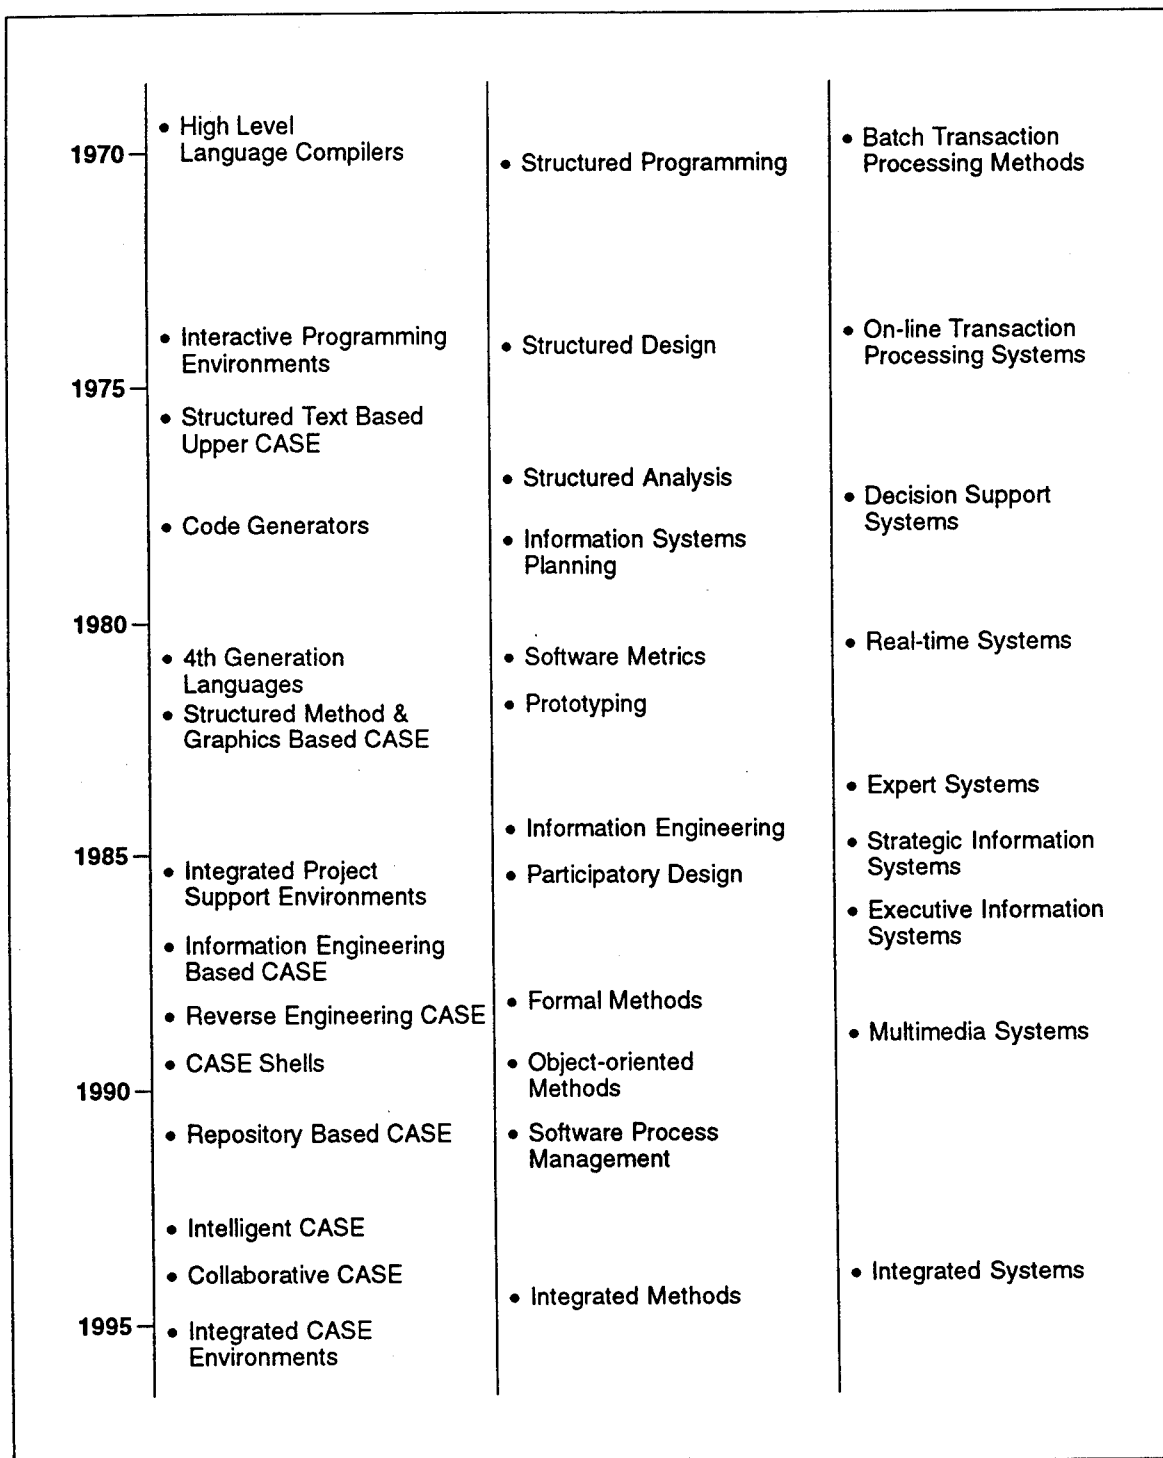 1970
1975
1980
1985
1990
1995
• High Level
Language Compilers
• Interactive Programming
Environments
• Structured Text Based
Upper CASE
• Code Generators
• 4th Generation
Languages
• Structured Method &
Graphics Based CASE
• Integrated Project
Support Environments
• Information Engineering
Based CASE
• Reverse Engineering CASE
• CASE Shells
• Repository Based CASE
• Intelligent CASE
• Collaborative CASE
• Integrated CASE
Environments
• Structured Programming
• Structured Design
• Structured Analysis
• Information Systems
Planning
• Software Metrics
• Prototyping
• Information Engineering
• Participatory Design
• Formal Methods
• Object-oriented
Methods
• Software Process
Management
• Integrated Methods
• Batch Transaction
Processing Methods
• On-line Transaction
Processing Systems
• Decision Support
Systems
• Real-time Systems
• Expert Systems
• Strategic Information
Systems
• Executive Information
Systems
• Multimedia Systems
• Integrated Systems